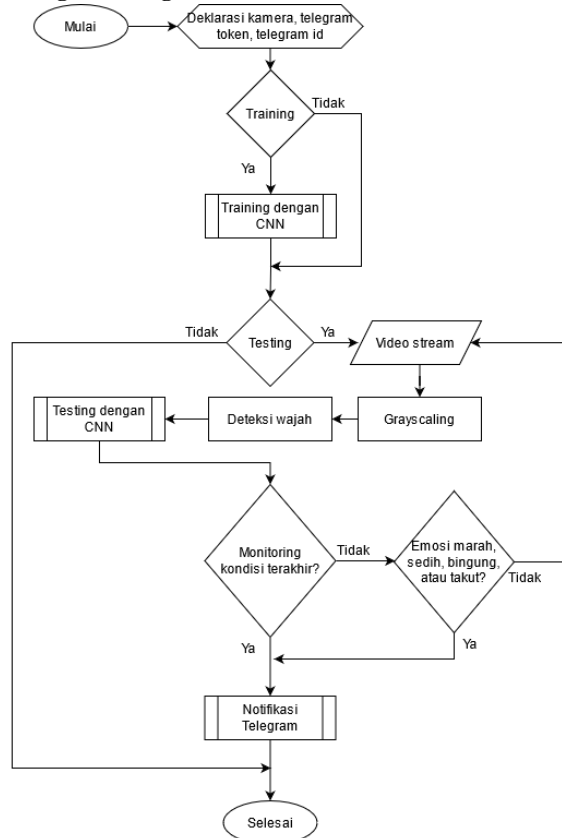 Mulai
Deklarasi kamera, telegram
token, telegram id
Training
Tidak
Ya
Training dengan
CNN
Tidak
Testing
Ya
Video stream
Testing dengan
CNN
Deteksi wajah
Grayscaling
Monitoring
kondisi terakhir?
Tidak
Emosi marah,
sedih, bingung,
atau takut?
Tidak
Ya
Ya
Notifikasi
Telegram
Selesai